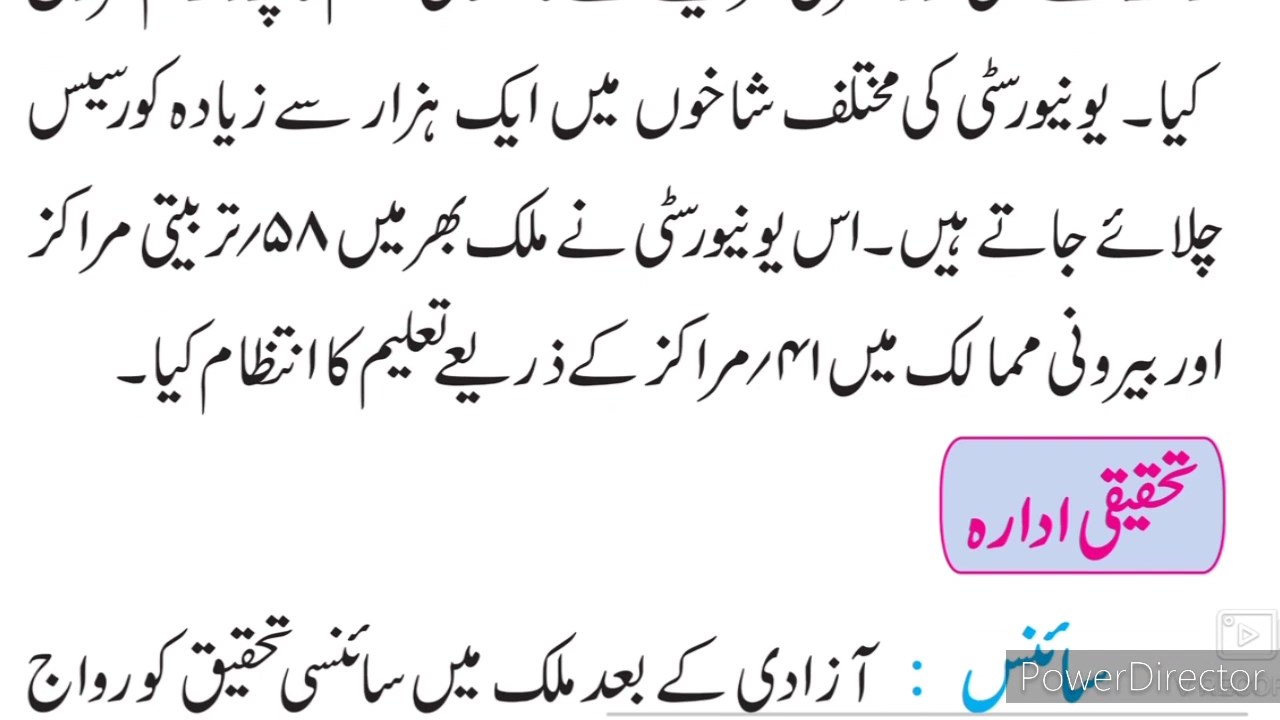 کیا۔ یونیورسٹی کی مختلف شاخوں میں ایک ہزار سے زیادہ کورسیس
چلائے جاتے ہیں۔ اس یونیورسٹی نے ملک بھر میں ۵۸؍تربیتی مراکز
اور بیرونی ممالک میں ۴۱؍مراکز کے ذریعے تعلیم کا انتظام کیا۔
تحقیقی ادارہ
سائنس : آزادی کے بعد ملک میں سائنسی تحقیق کو رواج
PowerDirector